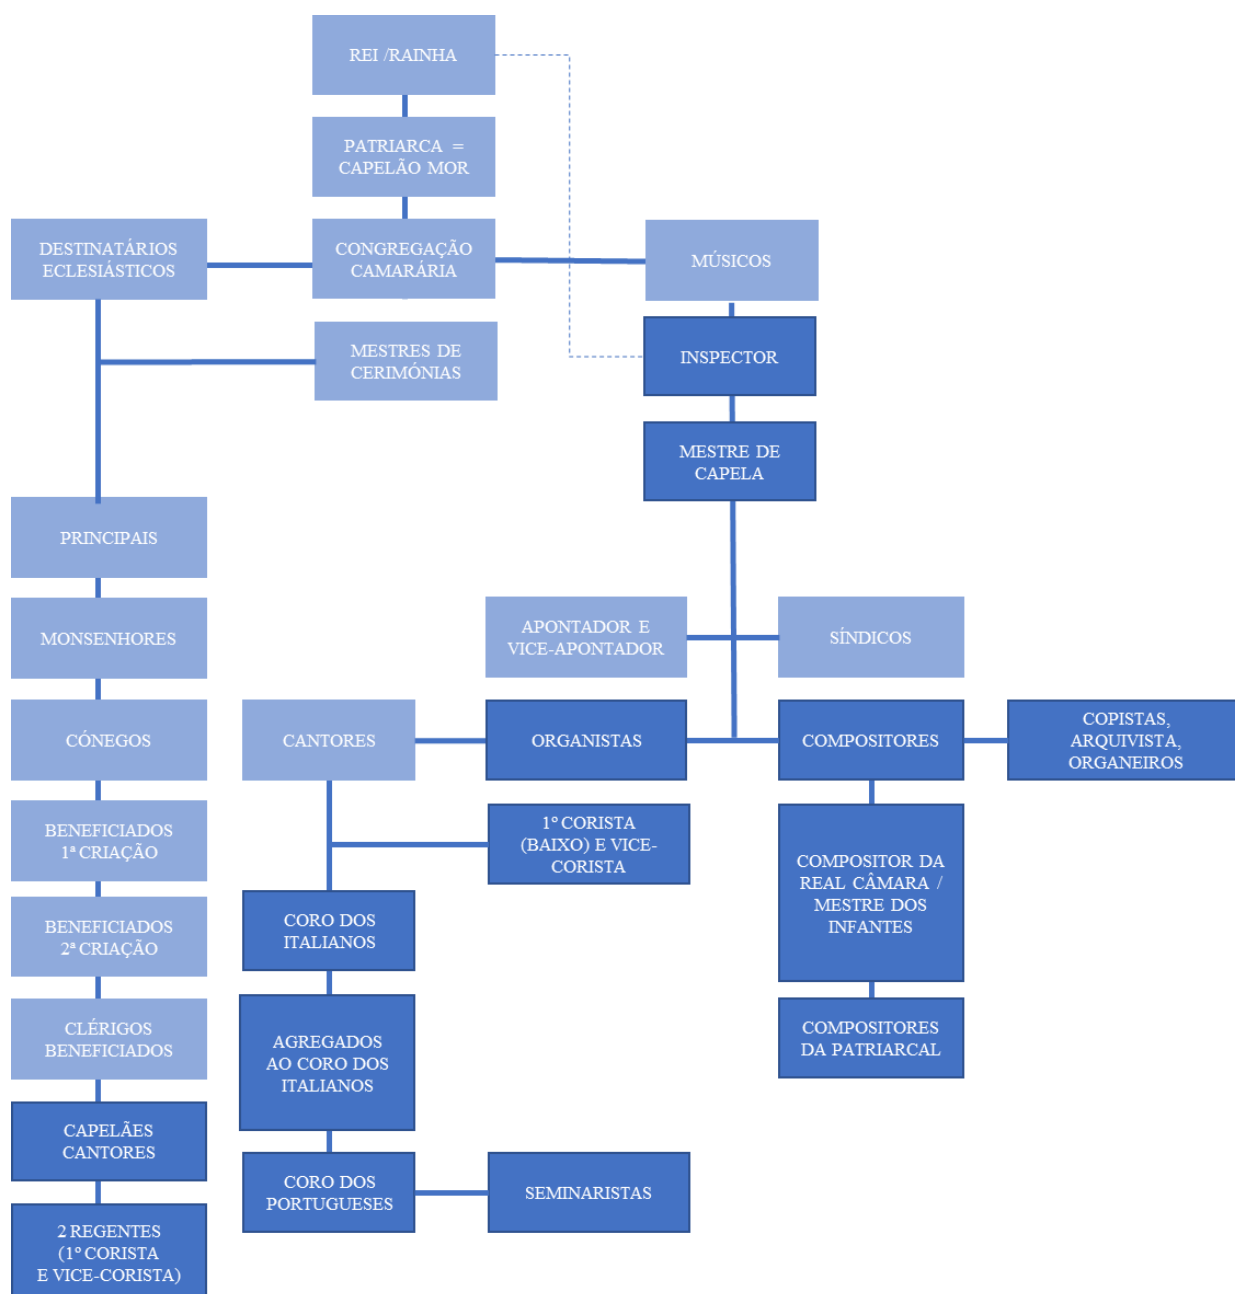 REI /RAINHA
PATRIARCA =
CAPELÃO MOR
DESTINATÁRIOS
ECLESIÁSTICOS
CONGREGAÇÃO
CAMARÁRIA
MÚSICOS
MESTRES DE
CERIMÓNIAS
INSPECTOR
MESTRE DE
CAPELA
PRINCIPAIS
MONSENHORES
APONTADOR E
VICE-APONTADOR
SÍNDICOS
CÓNEGOS
CANTORES
ORGANISTAS
COMPOSITORES
COPISTAS,
ARQUIVISTA,
ORGANEIROS
BENEFICIADOS
1ª CRIAÇÃO
1º CORISTA
(BAIXO) E VICE-
CORISTA
COMPOSITOR DA
REAL CÂMARA /
MESTRE DOS
INFANTES
BENEFICIADOS
2ª CRIAÇÃO
CORO DOS
ITALIANOS
CLÉRIGOS
BENEFICIADOS
AGREGADOS
AO CORO DOS
ITALIANOS
COMPOSITORES
DA PATRIARCAL
CAPELÃES
CANTORES
CORO DOS
PORTUGUESES
SEMINARISTAS
2 REGENTES
(1º CORISTA
E VICE-CORISTA)